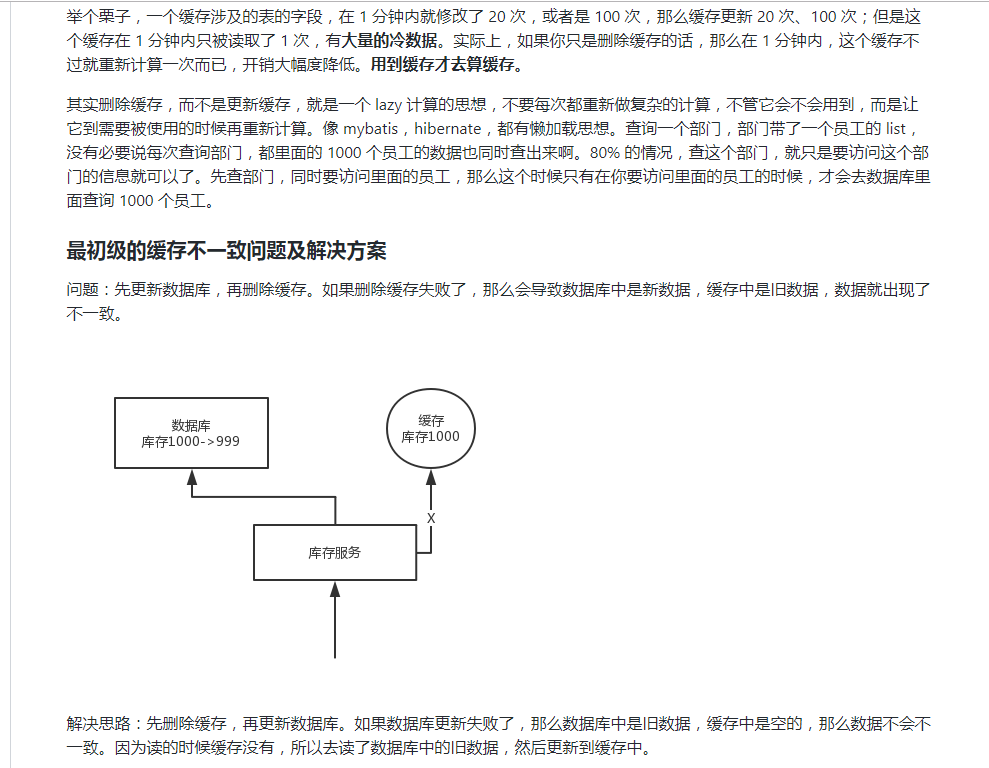 举个栗子，一个缓存涉及的表的字段，在 1 分钟内就修改了 20 次，或者是 100 次，那么缓存更新 20 次、100 次；但是这
个缓存在 1 分钟内只被读取了 1 次，有大量的冷数据。实际上，如果你只是删除缓存的话，那么在 1 分钟内，这个缓存不
过就重新计算一次而已，开销大幅度降低。用到缓存才去算缓存。
其实删除缓存，而不是更新缓存，就是一个 lazy 计算的思想，不要每次都重新做复杂的计算，不管它会不会用到，而是让
它到需要被使用的时候再重新计算。像 mybatis，hibernate，都有懒加载思想。查询一个部门，部门带了一个员工的 list，
没有必要说每次查询部门，都里面的 1000 个员工的数据也同时查出来啊。80% 的情况，查这个部门，就只是要访问这个部
门的信息就可以了。先查部门，同时要访问里面的员工，那么这个时候只有在你要访问里面的员工的时候，才会去数据库里
面查询 1000 个员工。
最初级的缓存不一致问题及解决方案
问题：先更新数据库，再删除缓存。如果删除缓存失败了，那么会导致数据库中是新数据，缓存中是旧数据，数据就出现了
不一致。
数据库
库存1000->999
缓存
库存1000
X
库存服务
解决思路：先删除缓存，再更新数据库。如果数据库更新失败了，那么数据库中是旧数据，缓存中是空的，那么数据不会不
一致。因为读的时候缓存没有，所以去读了数据库中的旧数据，然后更新到缓存中。